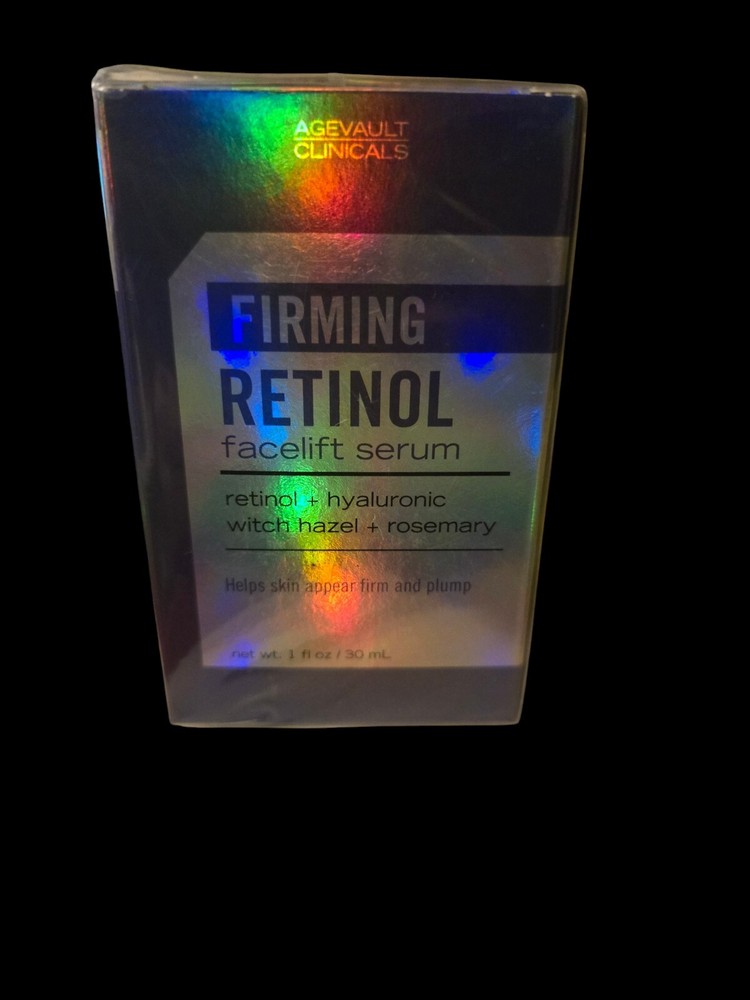 AGEVAULT
CLINICALS
FIRMING
RETINOL
facelift serum
retinol + hyaluronic
witch hazel + rosemary
Helps skin appear firm and plump
net wt. 1 fl oz / 30 mL